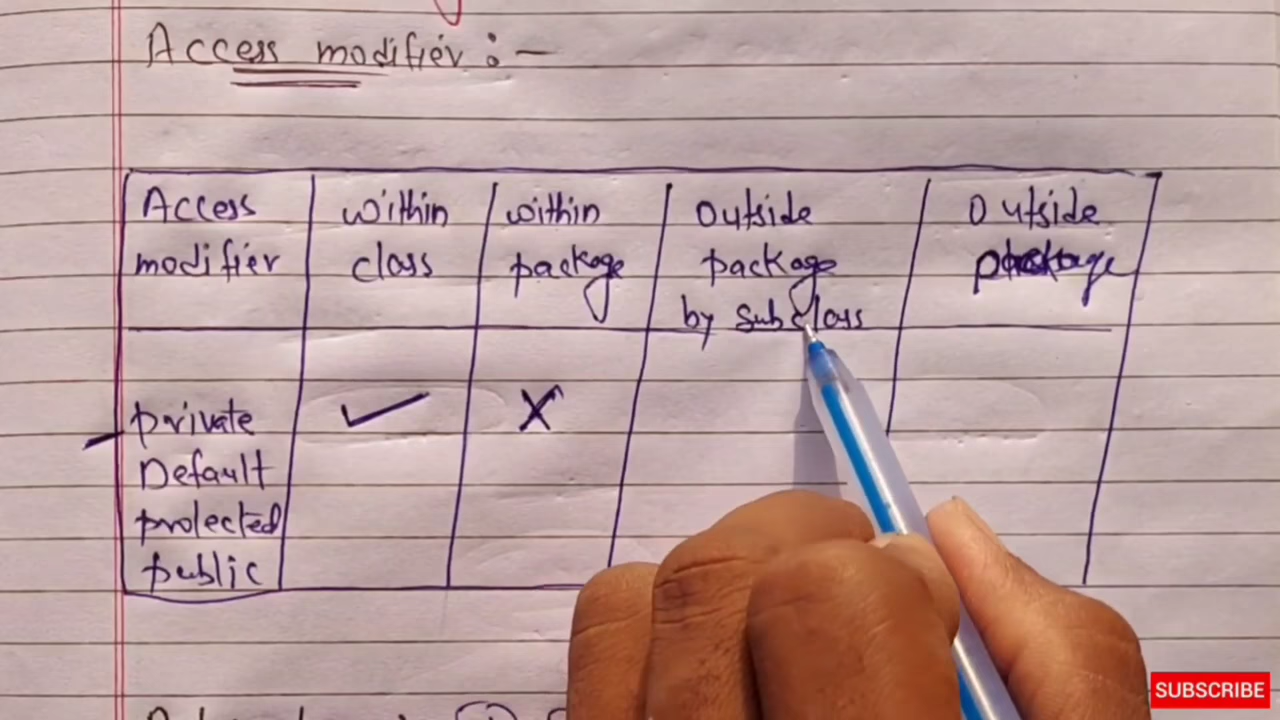 Access modifier :-
Access modifier
within class
within package
Outside package by subclass
Outside package
private ✓ X
Default
protected
public
SUBSCRIBE